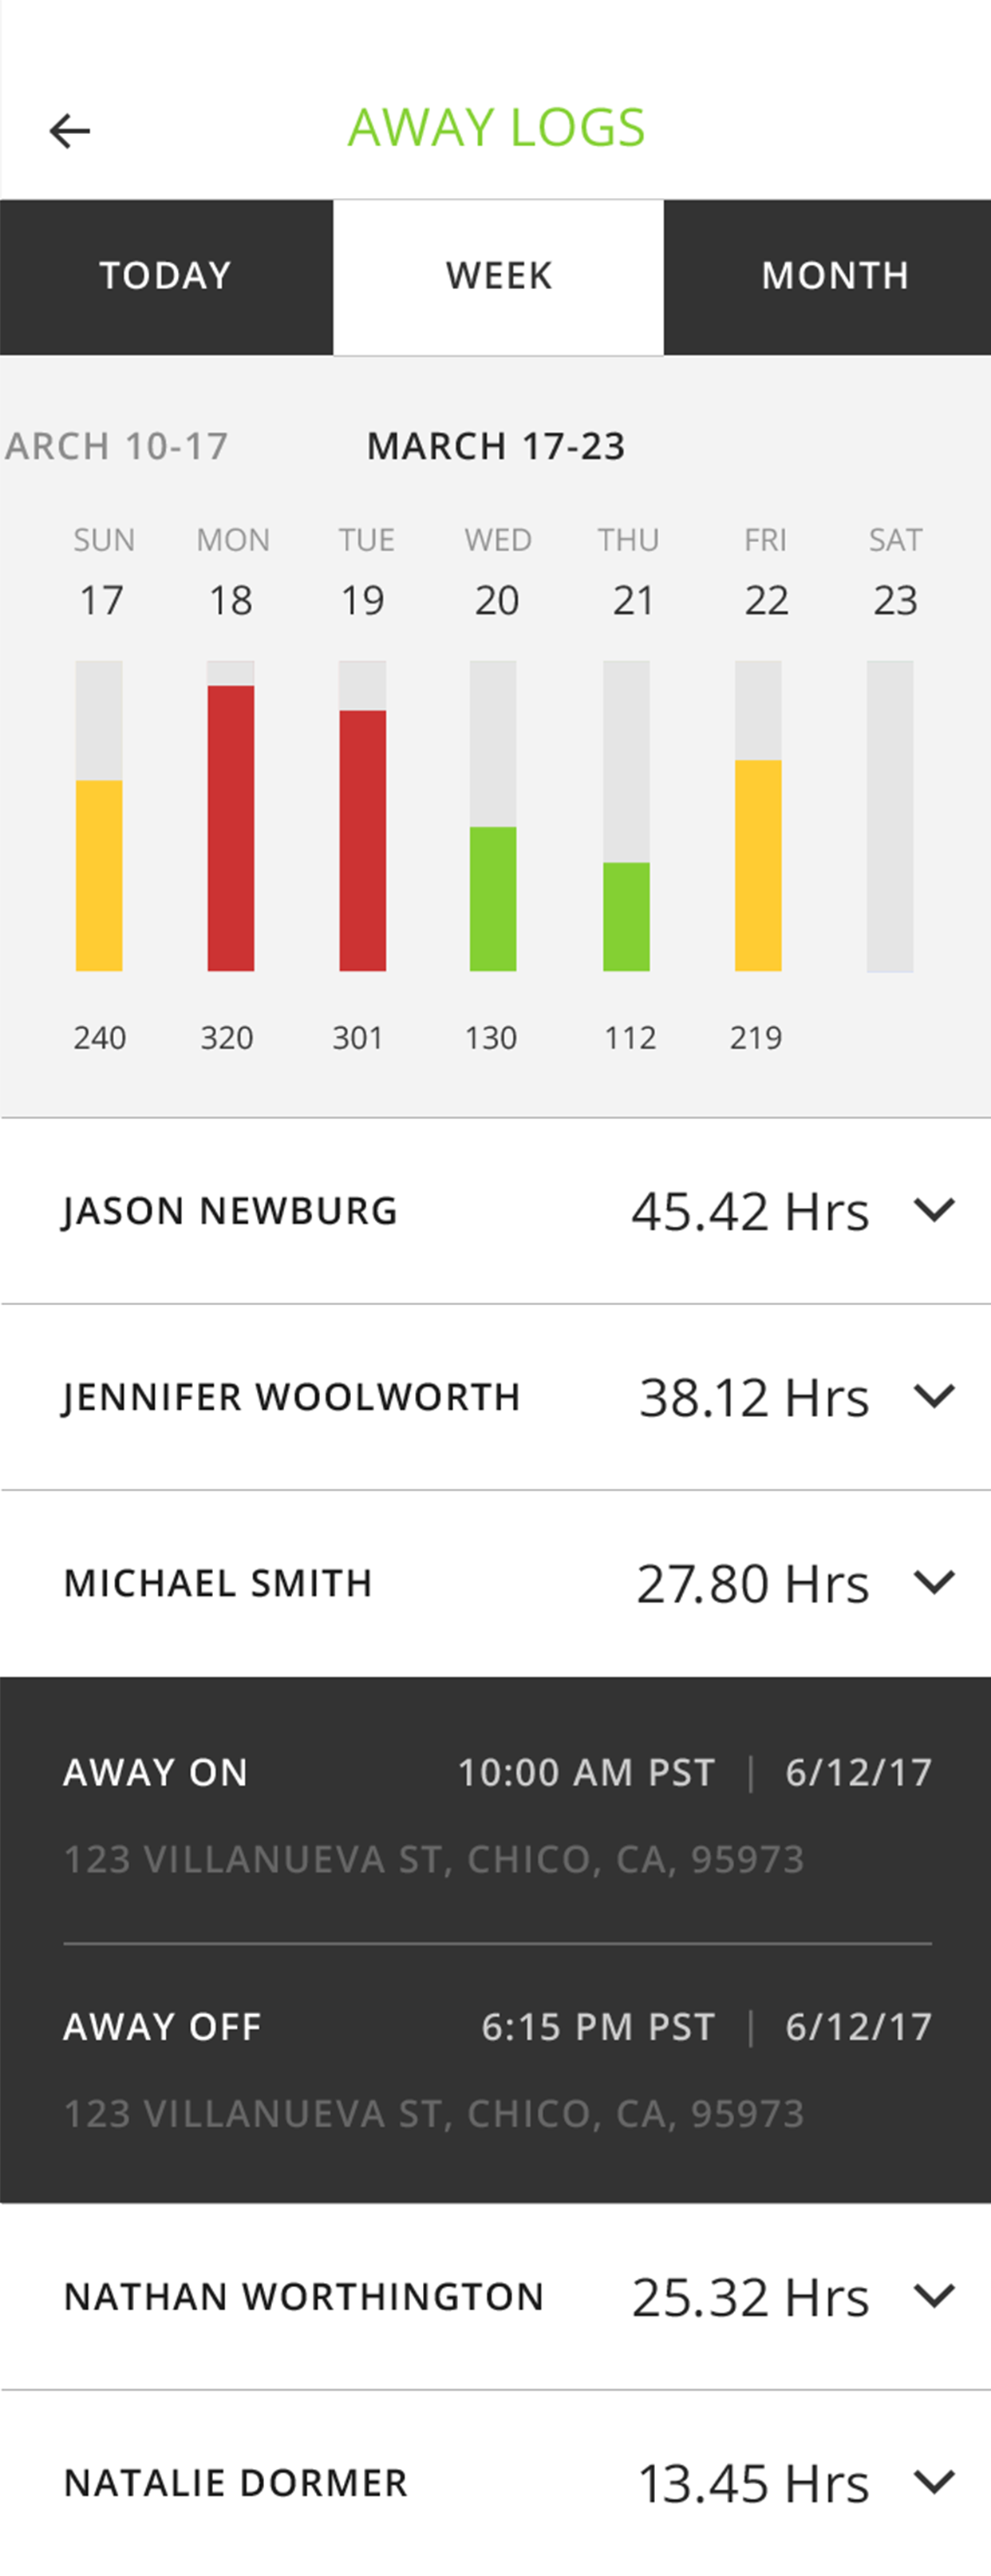 AWAY LOGS
TODAY WEEK MONTH
ARCH 10-17 MARCH 17-23
SUN MON TUE WED THU FRI SAT
17 18 19 20 21 22 23
240 320 301 130 112 219
JASON NEWBURG 45.42 Hrs
JENNIFER WOOLWORTH 38.12 Hrs
MICHAEL SMITH 27.80 Hrs
AWAY ON 10:00 AM PST | 6/12/17
123 VILLANUEVA ST, CHICO, CA, 95973
AWAY OFF 6:15 PM PST | 6/12/17
123 VILLANUEVA ST, CHICO, CA, 95973
NATHAN WORTHINGTON 25.32 Hrs
NATALIE DORMER 13.45 Hrs